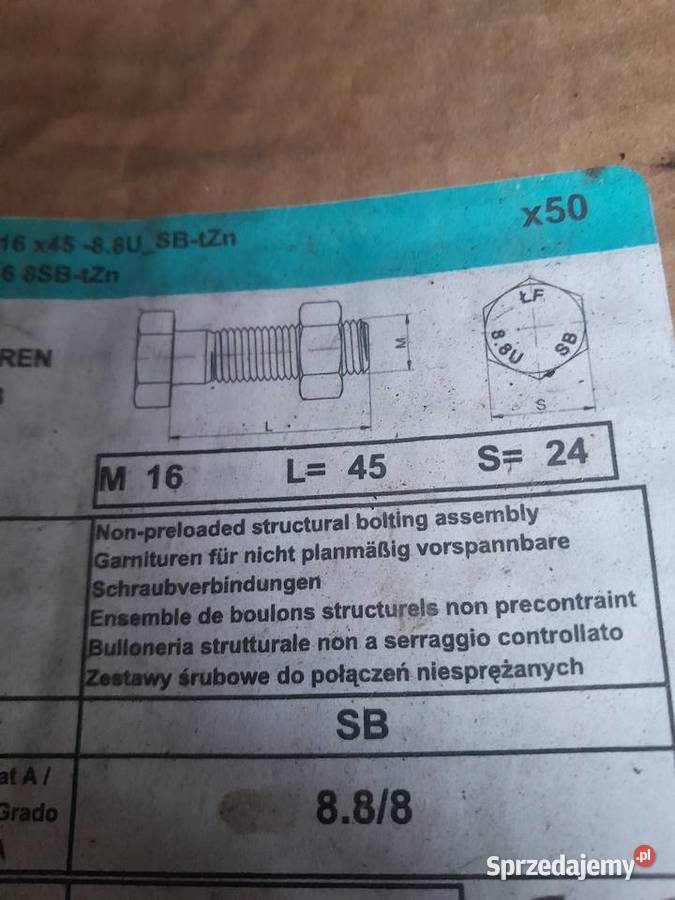 x50
16 x45 -8.8U_SB-tZn
6 8SB-tZn
ŁF
8.8U SB
REN
M
L
S
M 16 L= 45 S= 24
Non-preloaded structural bolting assembly
Garnituren für nicht planmäßig vorspannbare
Schraubverbindungen
Ensemble de boulons structurels non precontraint
Bulloneria strutturale non a serraggio controllato
Zestawy śrubowe do połączeń niesprężanych
SB
at A /
Grado 8.8/8
A
Sprzedajemy.pl